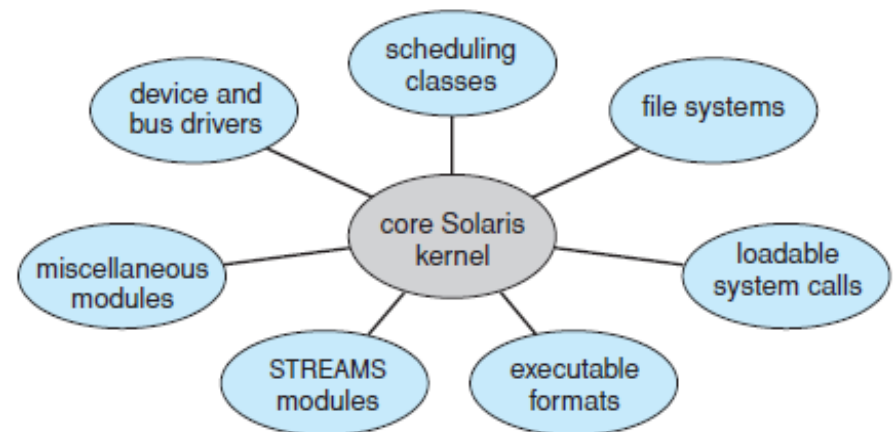 scheduling
classes
device and
bus drivers
file systems
core Solaris
kernel
miscellaneous
modules
loadable
system calls
STREAMS
modules
executable
formats